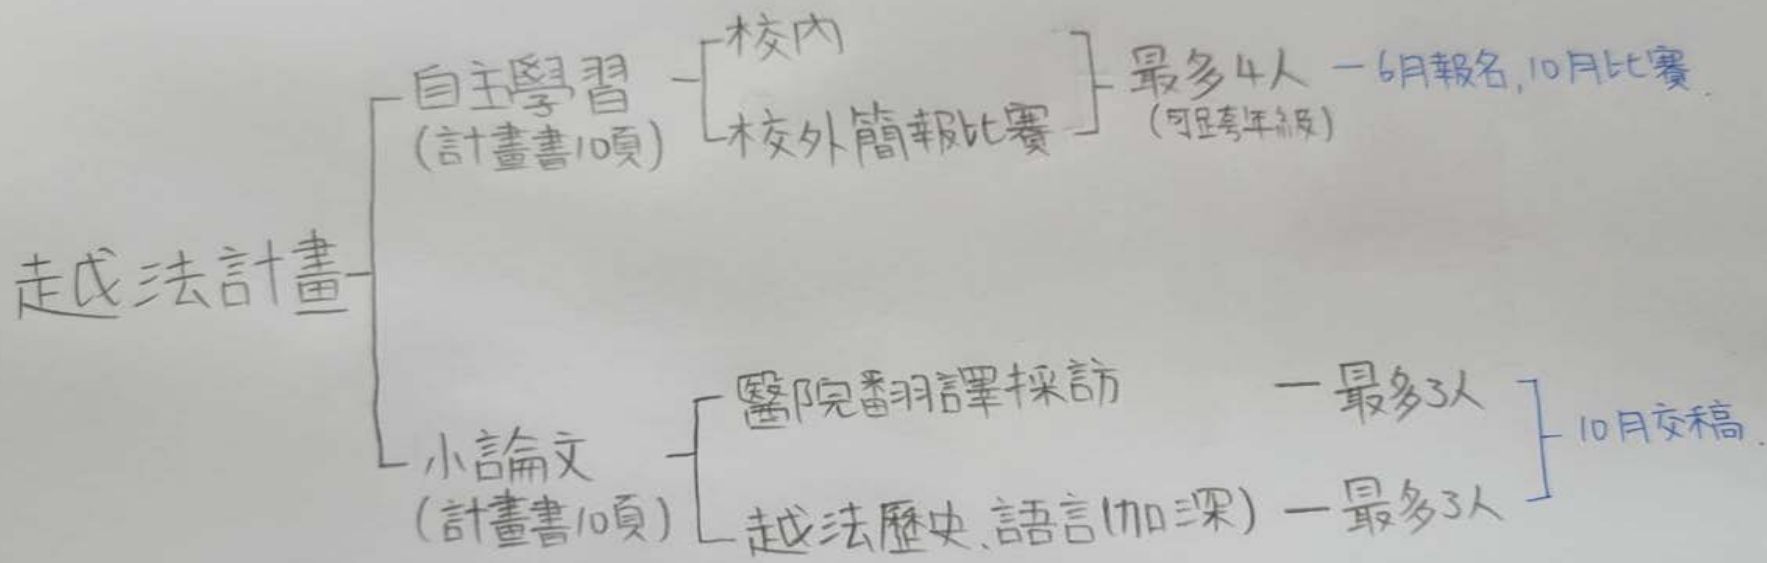 越法計畫
自主學習
(計畫書10頁)
校內
校外簡報比賽
最多4人
(可跨年級)
6月報名,10月比賽.
小論文
(計畫書10頁)
醫院翻譯採訪
最多3人
越法歷史、語言(加深)
最多3人
10月交稿.